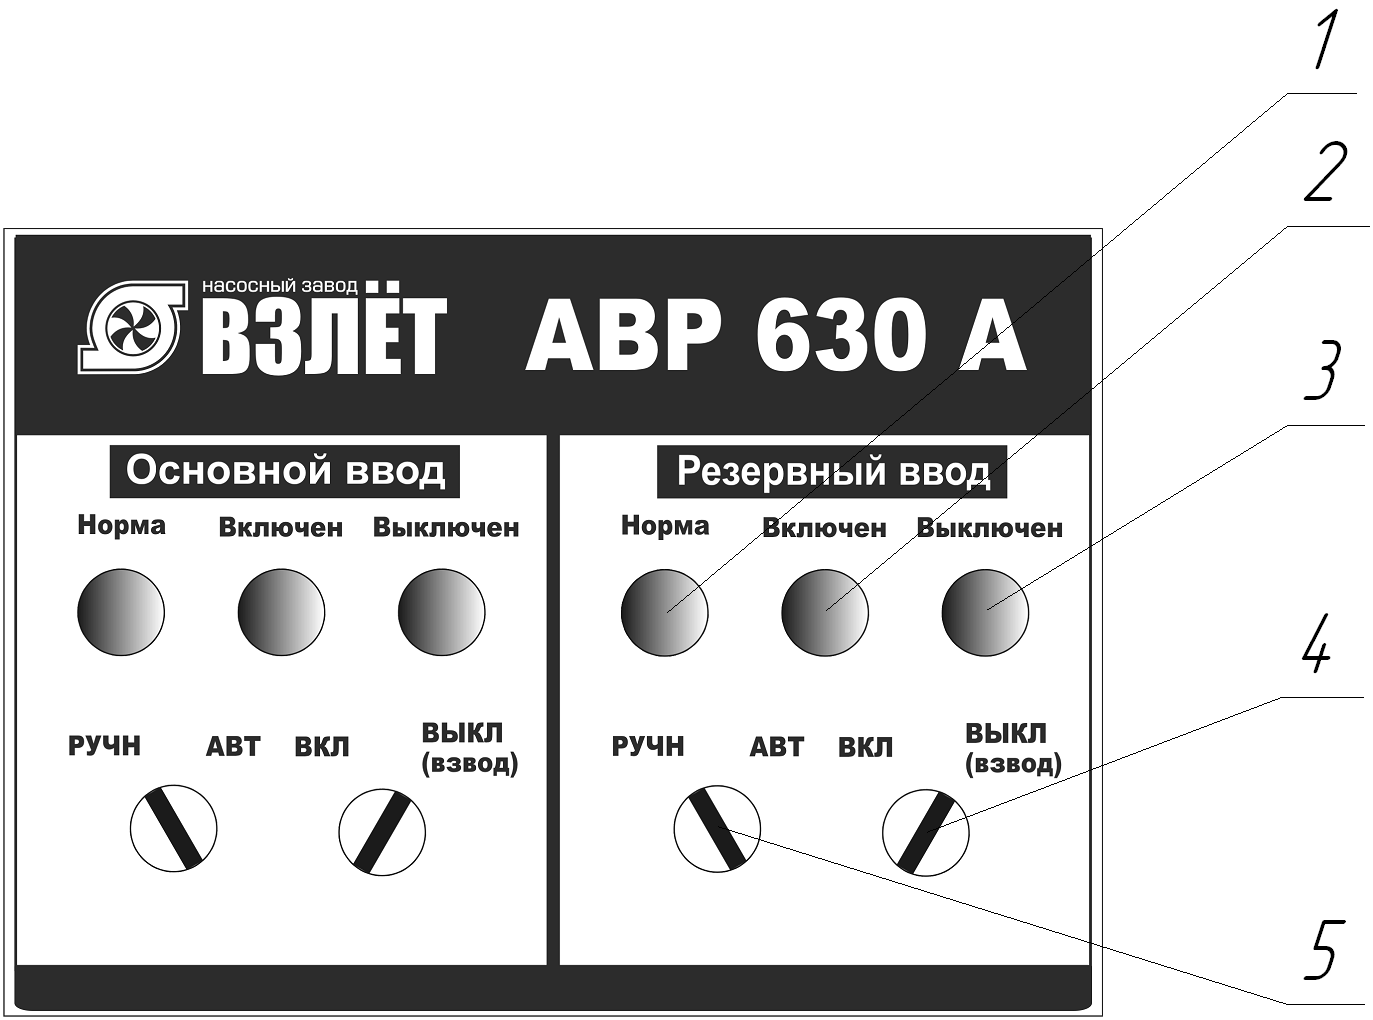 1
2
насосный завод
ВЗЛЁТ АВР 630 А
3
Основной ввод Резервный ввод
Норма Включен Выключен Норма Включен Выключен
4
РУЧН АВТ ВКЛ ВЫКЛ (взвод) РУЧН АВТ ВКЛ ВЫКЛ (взвод)
5